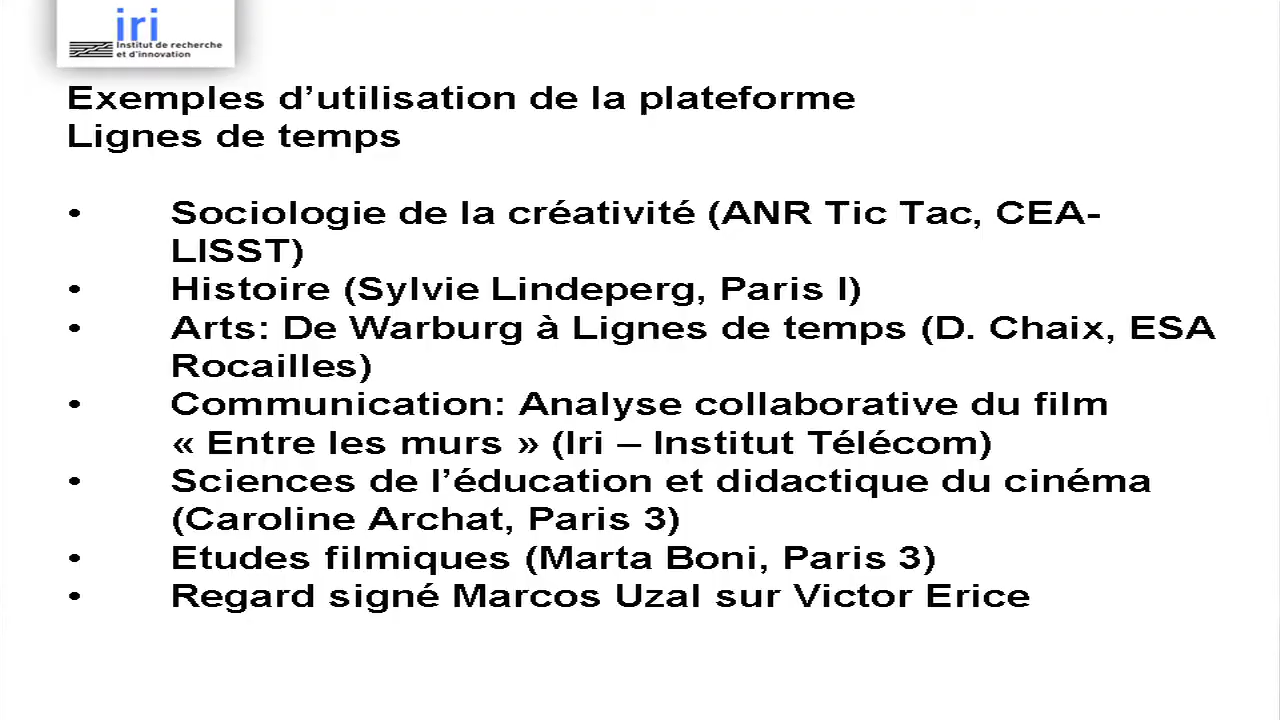 iri
Institut de recherche
et d'innovation
Exemples d’utilisation de la plateforme
Lignes de temps
• Sociologie de la créativité (ANR Tic Tac, CEA-
LISST)
• Histoire (Sylvie Lindeperg, Paris I)
• Arts: De Warburg à Lignes de temps (D. Chaix, ESA
Rocailles)
• Communication: Analyse collaborative du film
« Entre les murs » (Iri – Institut Télécom)
• Sciences de l’éducation et didactique du cinéma
(Caroline Archat, Paris 3)
• Etudes filmiques (Marta Boni, Paris 3)
• Regard signé Marcos Uzal sur Victor Erice